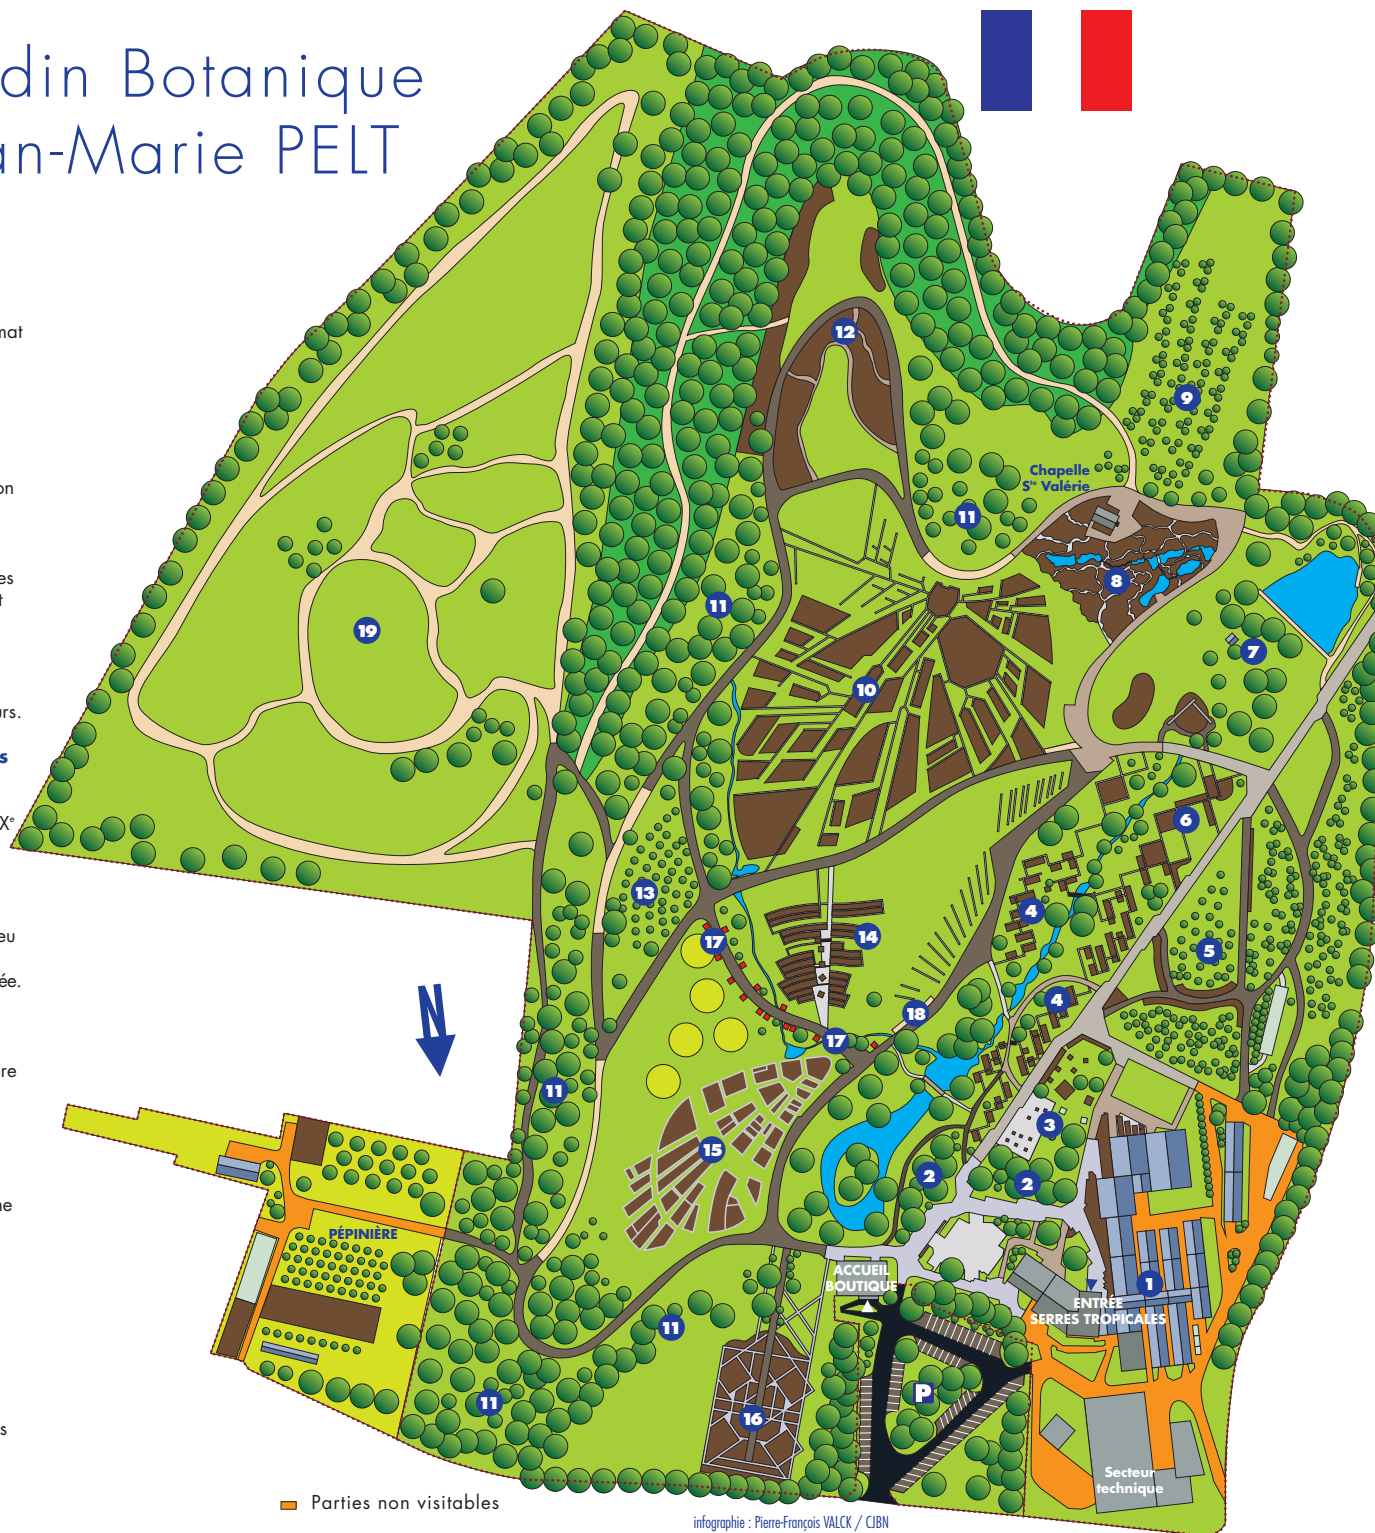 din Botanique
an-Marie PELT
mat
on
es
t
urs.
s
Xe
eu
ée.
re
ne
s
12
9
Chapelle
Ste Valérie
11
8
11
7
19
10
6
13
4
14
17
5
4
18
17
11
3
15
2
2
PÉPINIÈRE
ACCUEIL
BOUTIQUE
1
ENTRÉE
SERRES TROPICALES
11
P
11
16
Secteur
technique
Parties non visitables
infographie : Pierre-François VALCK / CJBN
N